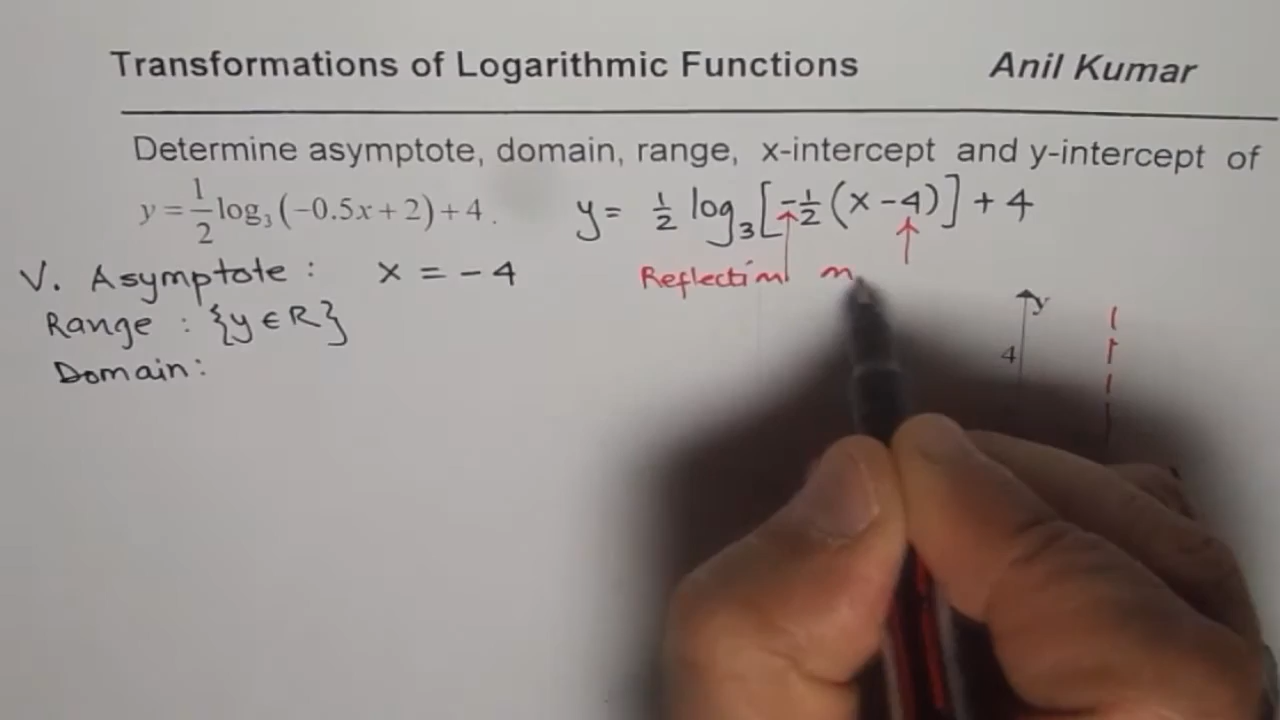 Transformations of Logarithmic Functions Anil Kumar
Determine asymptote, domain, range, x-intercept and y-intercept of
y = 1/2 log₃ (−0.5x + 2) + 4 . y = 1/2 log₃ [−1/2 (x − 4)] + 4
V. Asymptote : x = − 4
Reflection
Range : {y ∈ R}
Domain:
y
4